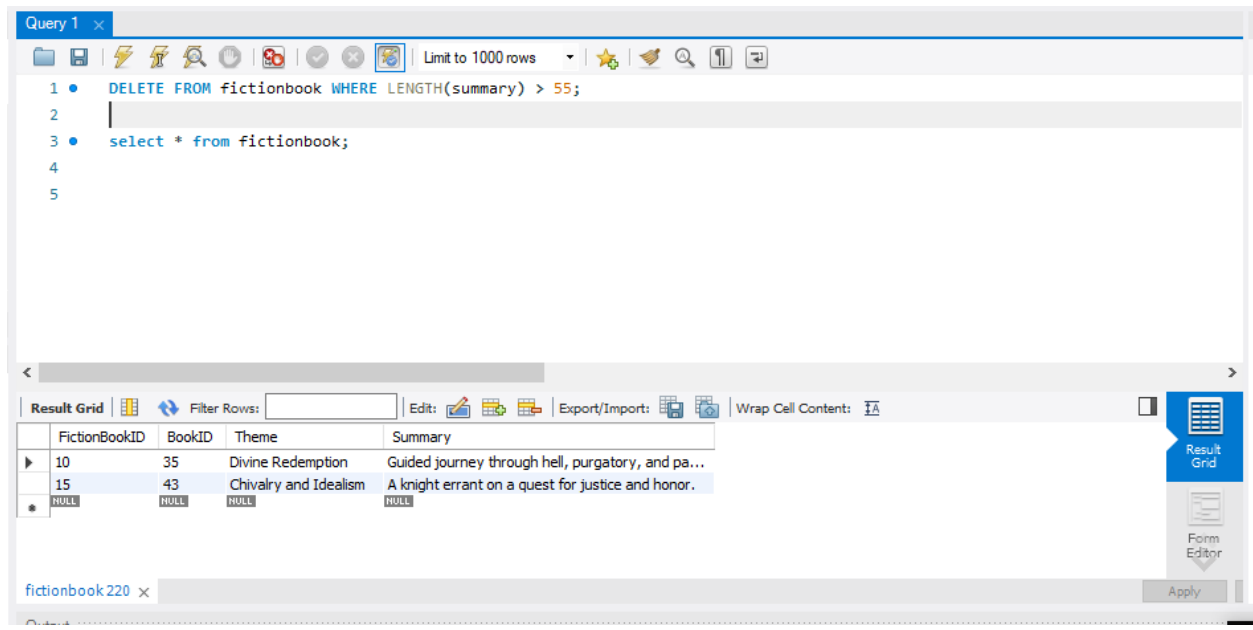 Query 1
Limit to 1000 rows
1 DELETE FROM fictionbook WHERE LENGTH(summary) > 55;
2
3 select * from fictionbook;
4
5
Result Grid Filter Rows: Edit: Export/Import: Wrap Cell Content:
FictionBookID BookID Theme Summary
10 35 Divine Redemption Guided journey through hell, purgatory, and pa...
15 43 Chivalry and Idealism A knight errant on a quest for justice and honor.
NULL NULL NULL NULL
Result
Grid
Form
Editor
fictionbook 220 Apply
Output